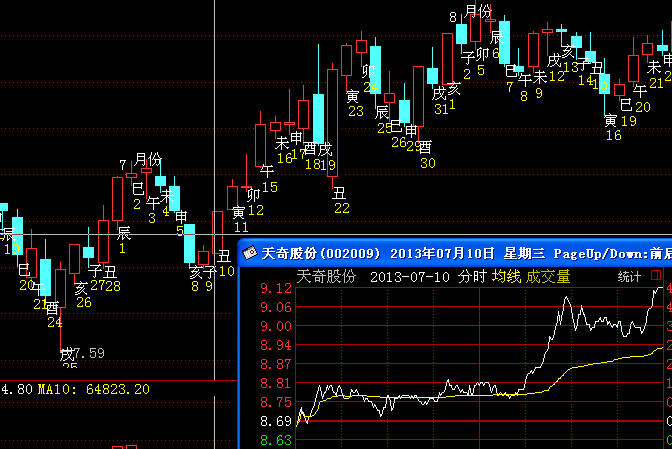 8 月份
辰
6
子
2
卯
5
亥
13
戌
12
子
14
丑
15
未
21
申
巳
7
午
8
未
9
卯
24
寅
23
戌
31
亥
1
午
20
巳
19
寅
16
辰
25
巳
26
申
29
酉
30
未
16
申
17
酉
18
戌
19
7 月份
午
15
巳
2
午
3
未
4
卯
12
丑
22
申
5
寅
11
辰
辰
1
巳
20
午
21
子
27
丑
28
亥
26
亥
8
子
9
丑
10
酉
24
戌
25
7.59
4.80 MA10: 64823.20
天奇股份(002009) 2013年07月10日 星期三 PageUp/Down:前后
天奇股份 2013-07-10 分时 均线 成交量 统计
9.12
9.06
9.00
8.94
8.87
8.81
8.75
8.69
8.63